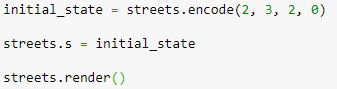 initial_state = streets.encode(2, 3, 2, 0)
streets.s = initial_state
streets.render()